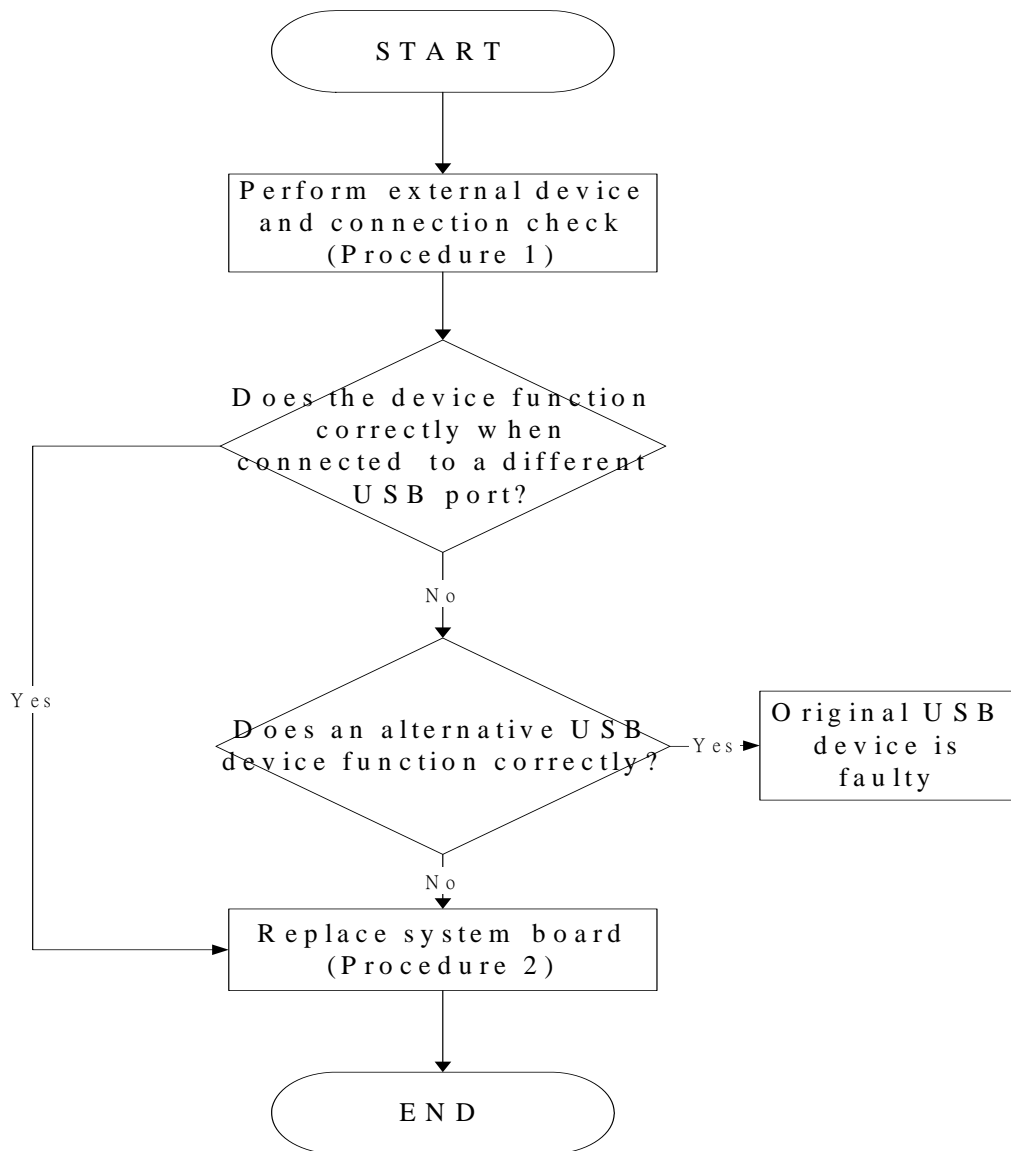 START
Perform external device
and connection check
(Procedure 1)
Does the device function
correctly when
connected to a different
USB port?
No
Yes
Does an alternative USB
device function correctly?
Yes
Original USB
device is
faulty
No
Replace system board
(Procedure 2)
END